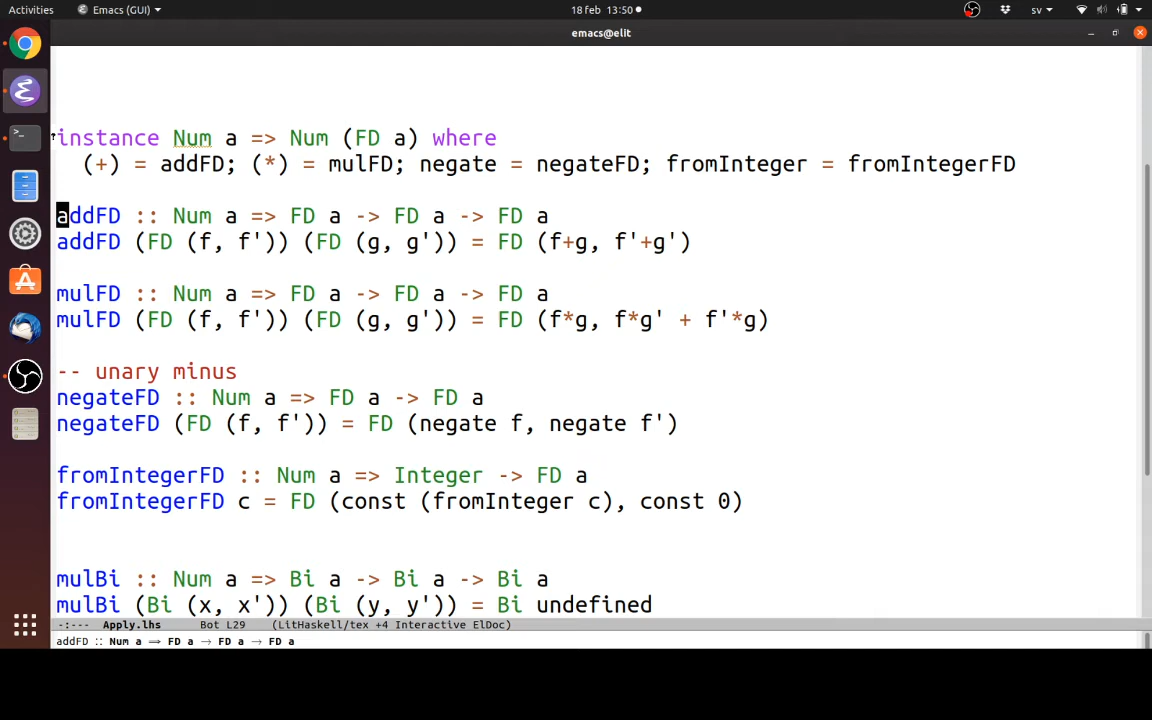 Activities Emacs (GUI) 18 feb 13:50 sv
emacs@elit
instance Num a => Num (FD a) where
(+) = addFD; (*) = mulFD; negate = negateFD; fromInteger = fromIntegerFD
addFD :: Num a => FD a -> FD a -> FD a
addFD (FD (f, f')) (FD (g, g')) = FD (f+g, f'+g')
mulFD :: Num a => FD a -> FD a -> FD a
mulFD (FD (f, f')) (FD (g, g')) = FD (f*g, f*g' + f'*g)
-- unary minus
negateFD :: Num a => FD a -> FD a
negateFD (FD (f, f')) = FD (negate f, negate f')
fromIntegerFD :: Num a => Integer -> FD a
fromIntegerFD c = FD (const (fromInteger c), const 0)
mulBi :: Num a => Bi a -> Bi a -> Bi a
mulBi (Bi (x, x')) (Bi (y, y')) = Bi undefined
-:--- Apply.lhs Bot L29 (LitHaskell/tex +4 Interactive ElDoc)
addFD :: Num a ⇒ FD a → FD a → FD a